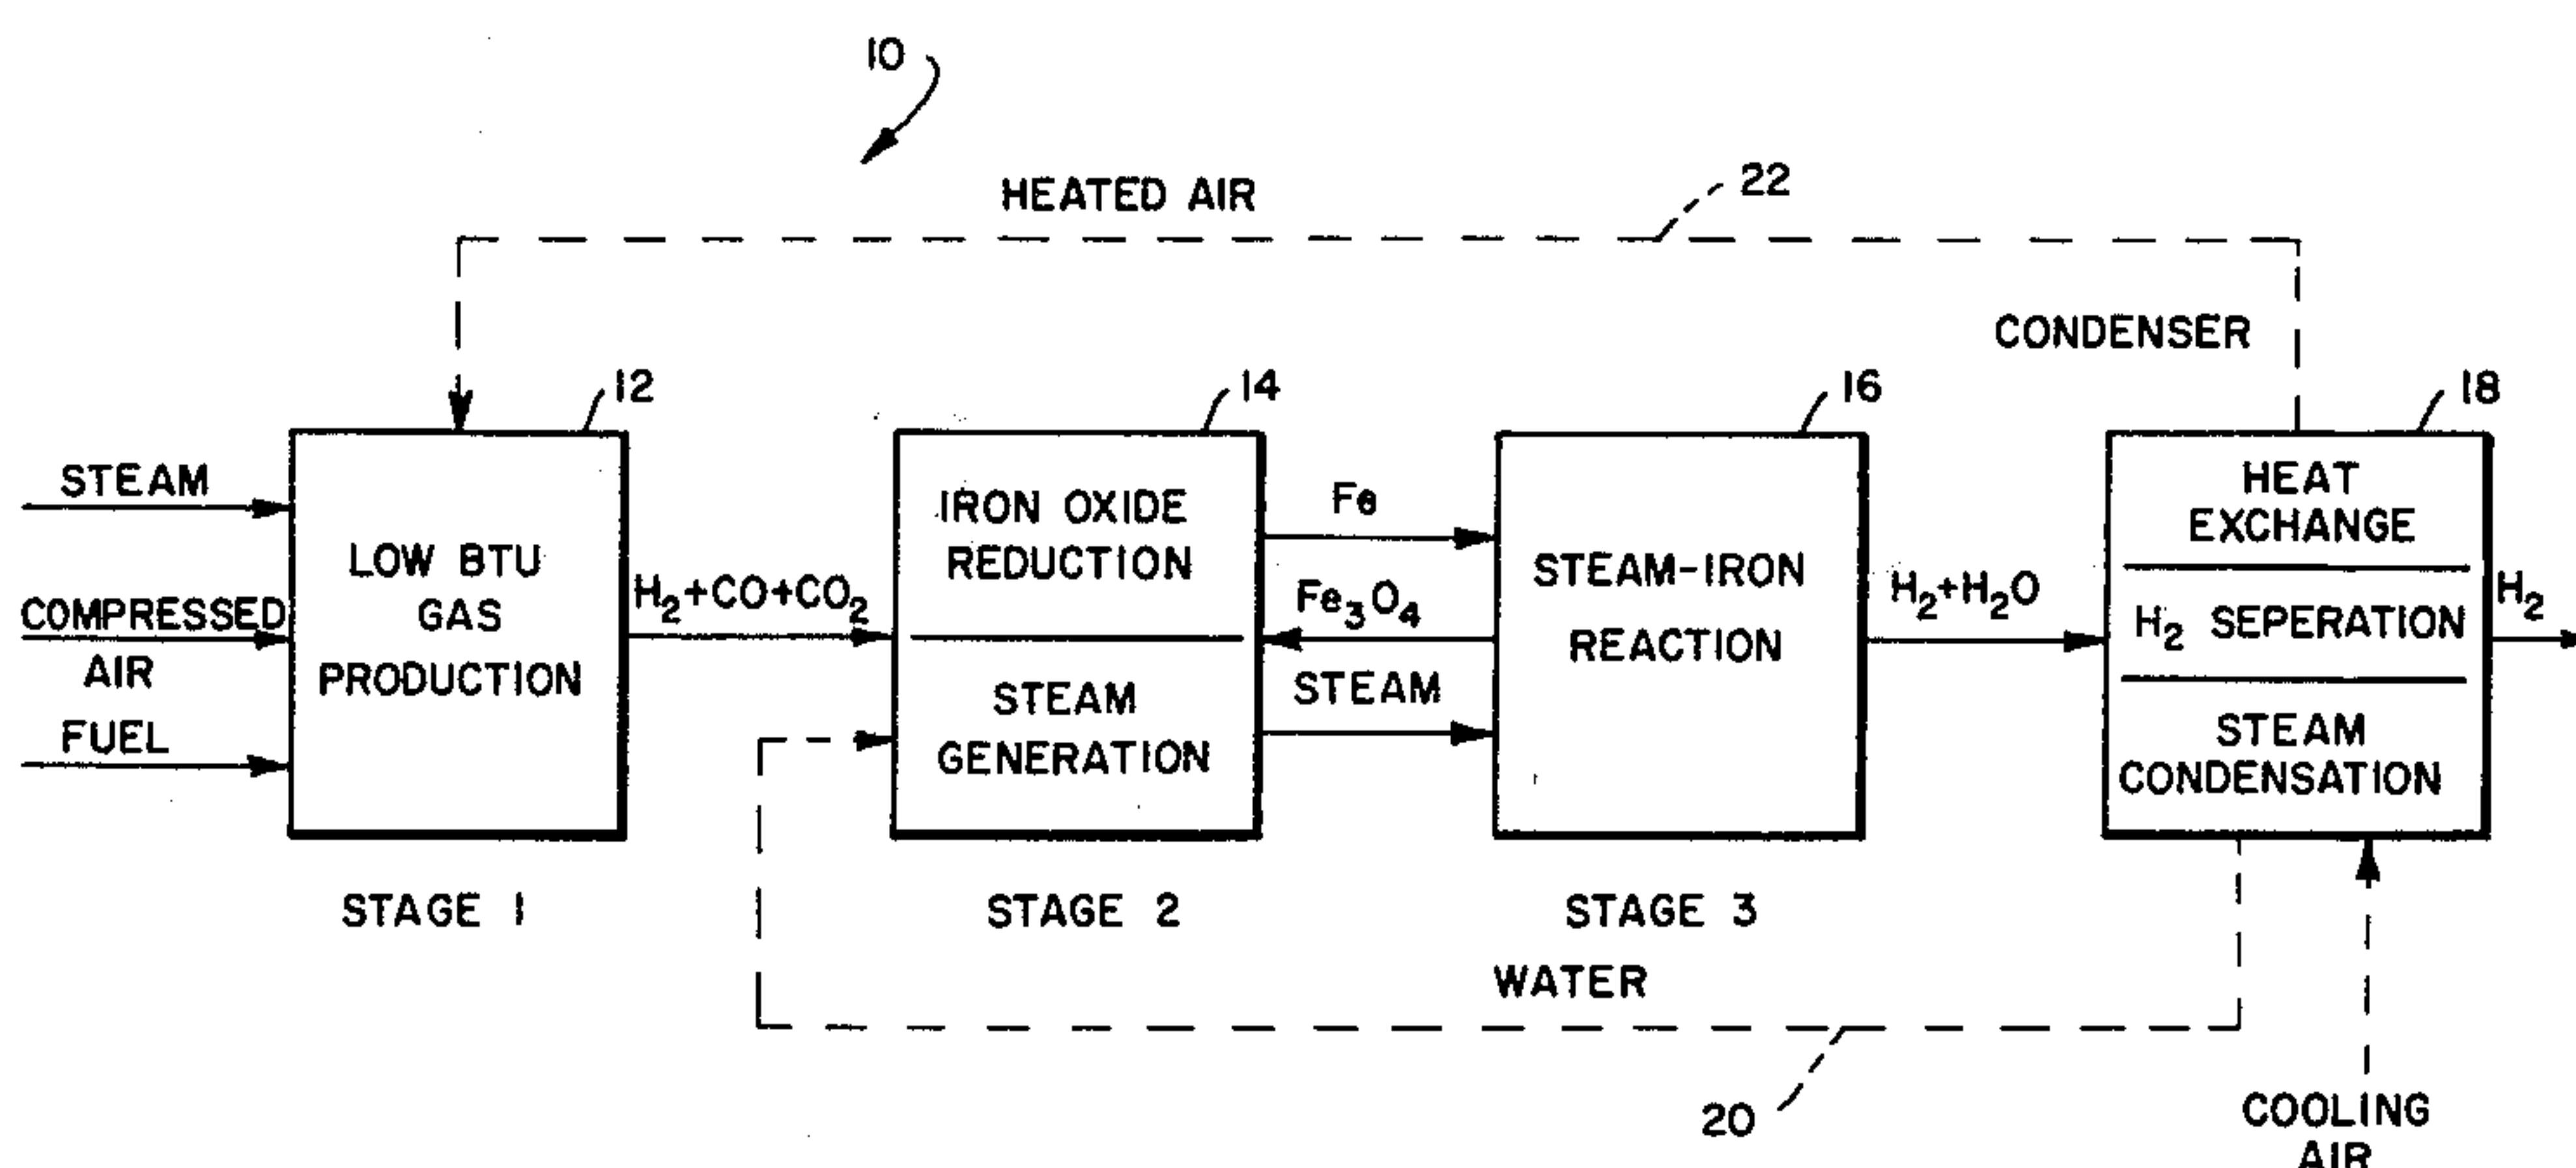 10
HEATED AIR
22
CONDENSER
12
14
16
18
STEAM
COMPRESSED
AIR
FUEL
LOW BTU
GAS
PRODUCTION
H2+CO+CO2
IRON OXIDE
REDUCTION
STEAM
GENERATION
Fe
Fe3O4
STEAM
STEAM-IRON
REACTION
H2+H2O
HEAT
EXCHANGE
H2 SEPERATION
STEAM
CONDENSATION
H2
STAGE 1
STAGE 2
STAGE 3
WATER
20
COOLING
AIR